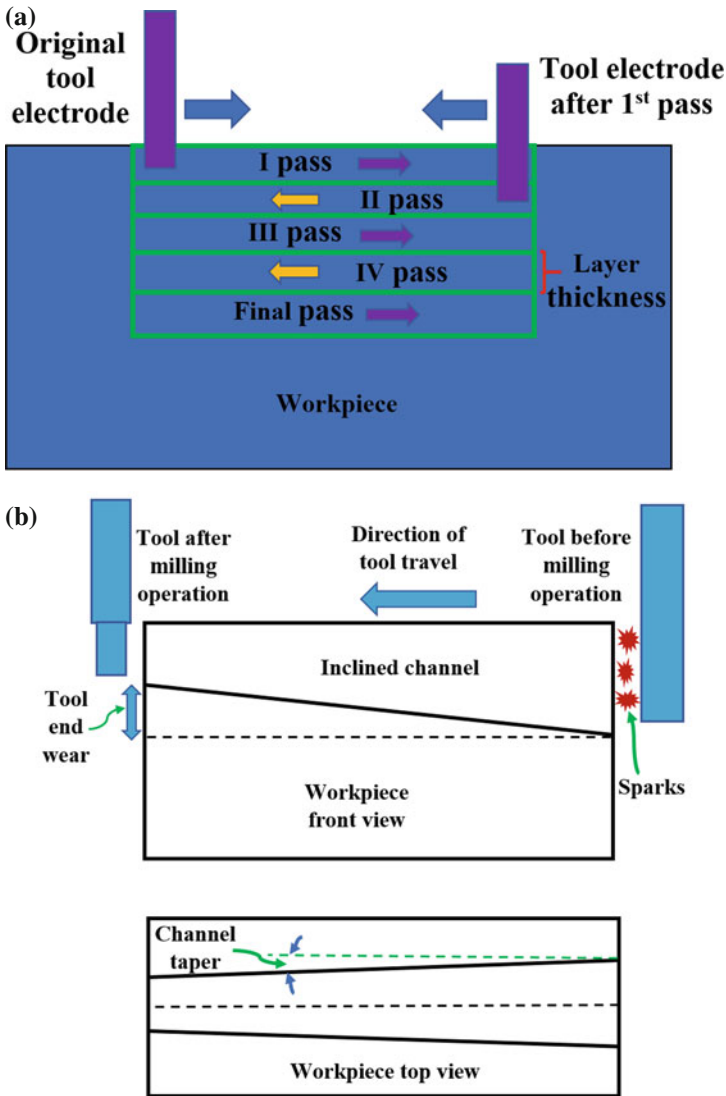 (a)
Original
tool
electrode
Tool electrode
after 1st pass
I pass
II pass
III pass
IV pass
Layer
thickness
Final pass
Workpiece
(b)
Tool after
milling
operation
Direction of
tool travel
Tool before
milling
operation
Inclined channel
Tool
end
wear
Workpiece
front view
Sparks
Channel
taper
Workpiece top view